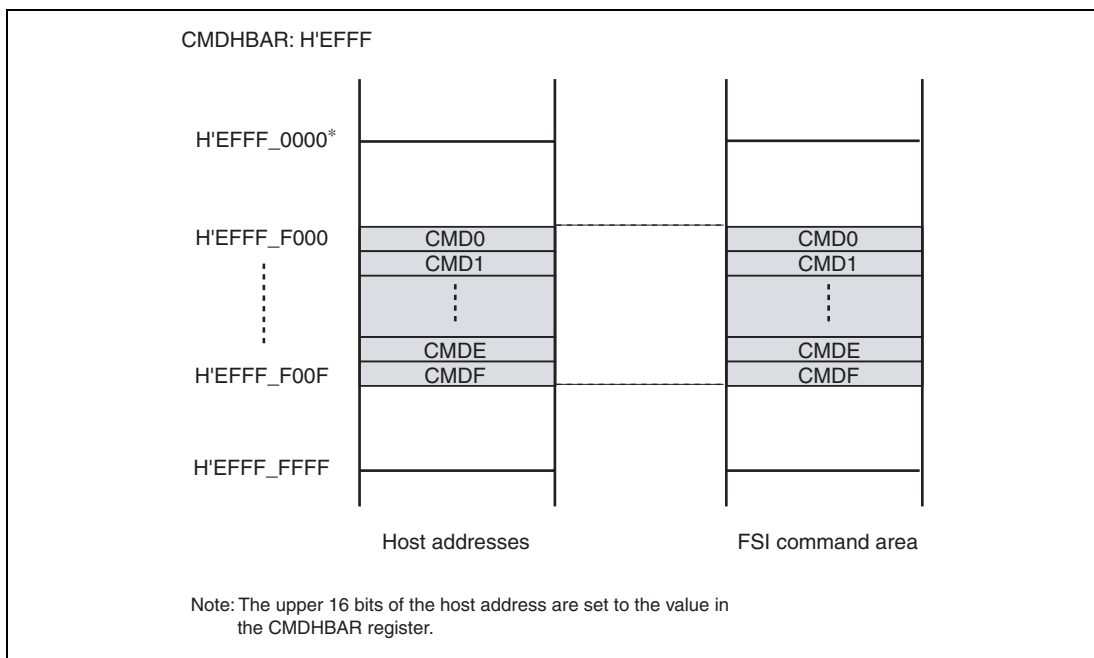 CMDHBAR: H'EFFF
H'EFFF_0000*
H'EFFF_F000
CMD0
CMD0
CMD1
CMD1
CMDE
CMDE
H'EFFF_F00F
CMDF
CMDF
H'EFFF_FFFF
Host addresses
FSI command area
Note: The upper 16 bits of the host address are set to the value in
the CMDHBAR register.